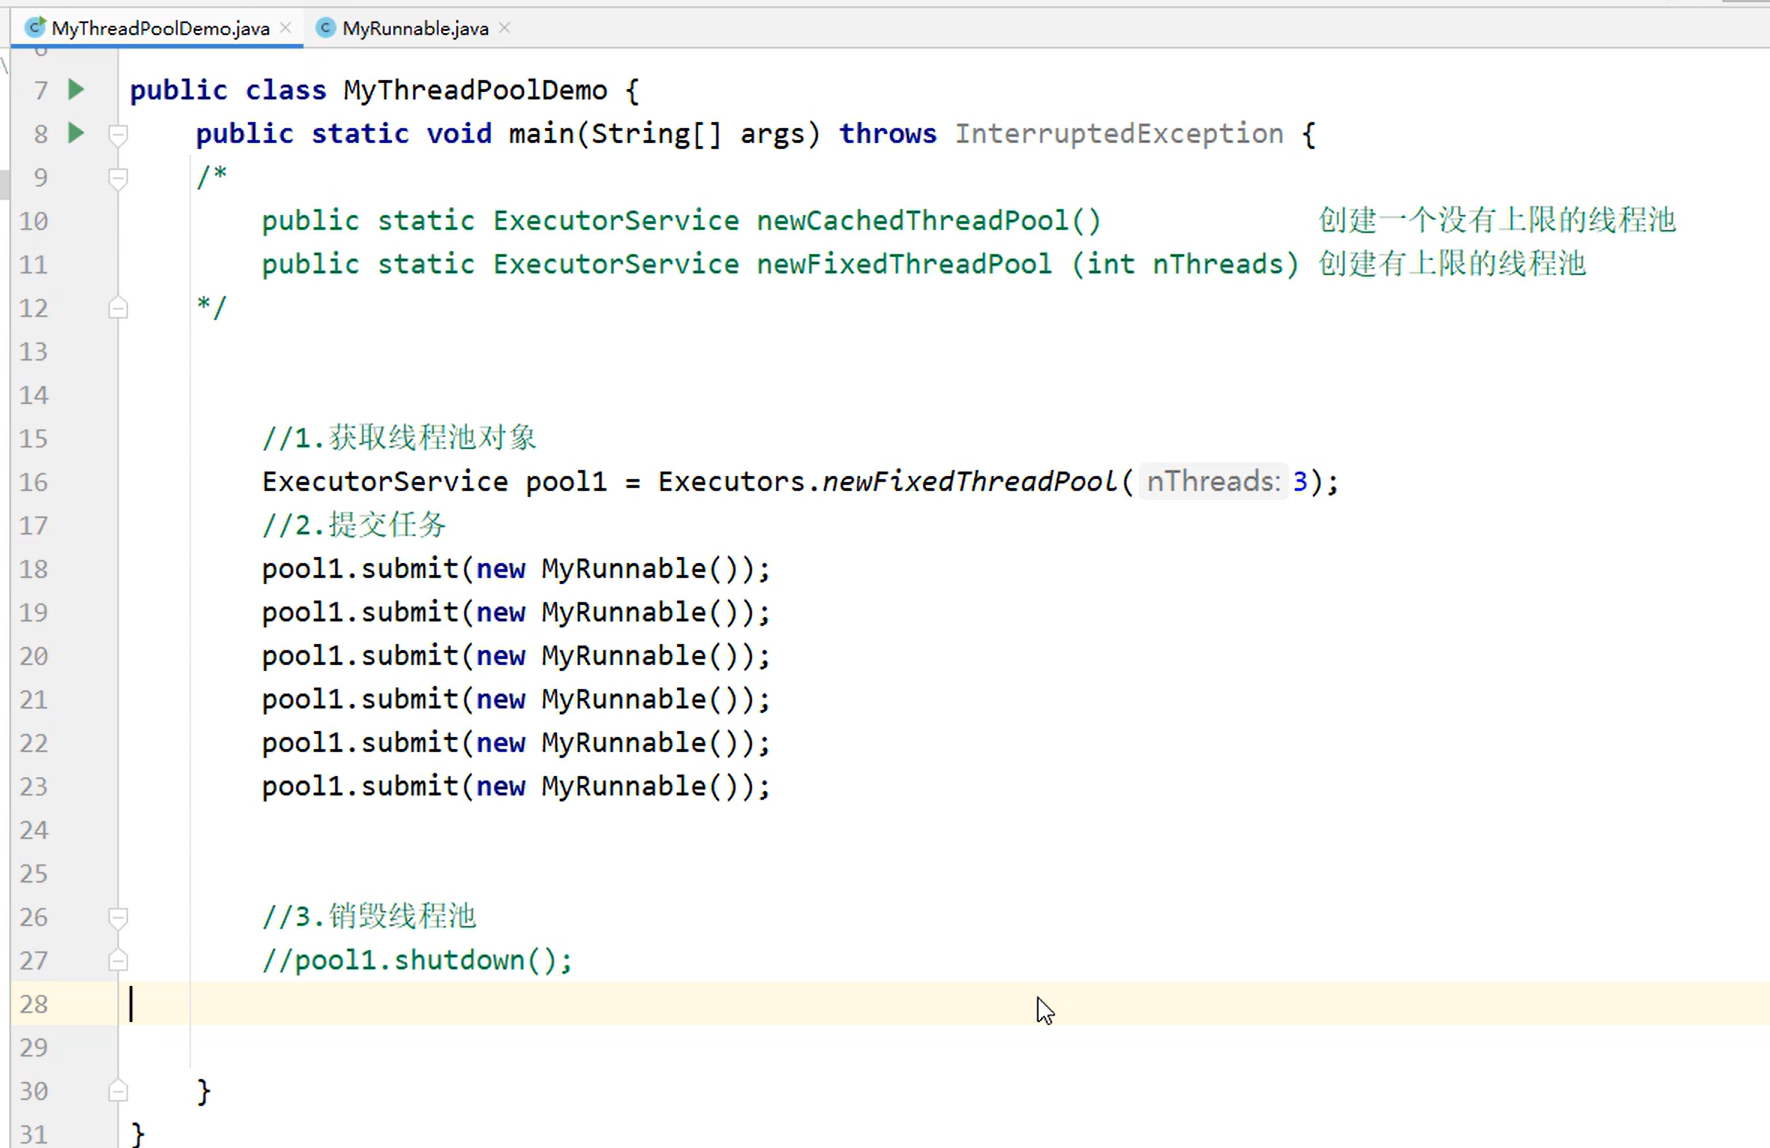 MyThreadPoolDemo.java MyRunnable.java
6
7 public class MyThreadPoolDemo {
8 public static void main(String[] args) throws InterruptedException {
9 /*
10 public static ExecutorService newCachedThreadPool() 创建一个没有上限的线程池
11 public static ExecutorService newFixedThreadPool (int nThreads) 创建有上限的线程池
12 */
13
14
15 //1.获取线程池对象
16 ExecutorService pool1 = Executors.newFixedThreadPool( nThreads: 3);
17 //2.提交任务
18 pool1.submit(new MyRunnable());
19 pool1.submit(new MyRunnable());
20 pool1.submit(new MyRunnable());
21 pool1.submit(new MyRunnable());
22 pool1.submit(new MyRunnable());
23 pool1.submit(new MyRunnable());
24
25
26 //3.销毁线程池
27 //pool1.shutdown();
28
29
30 }
31 }